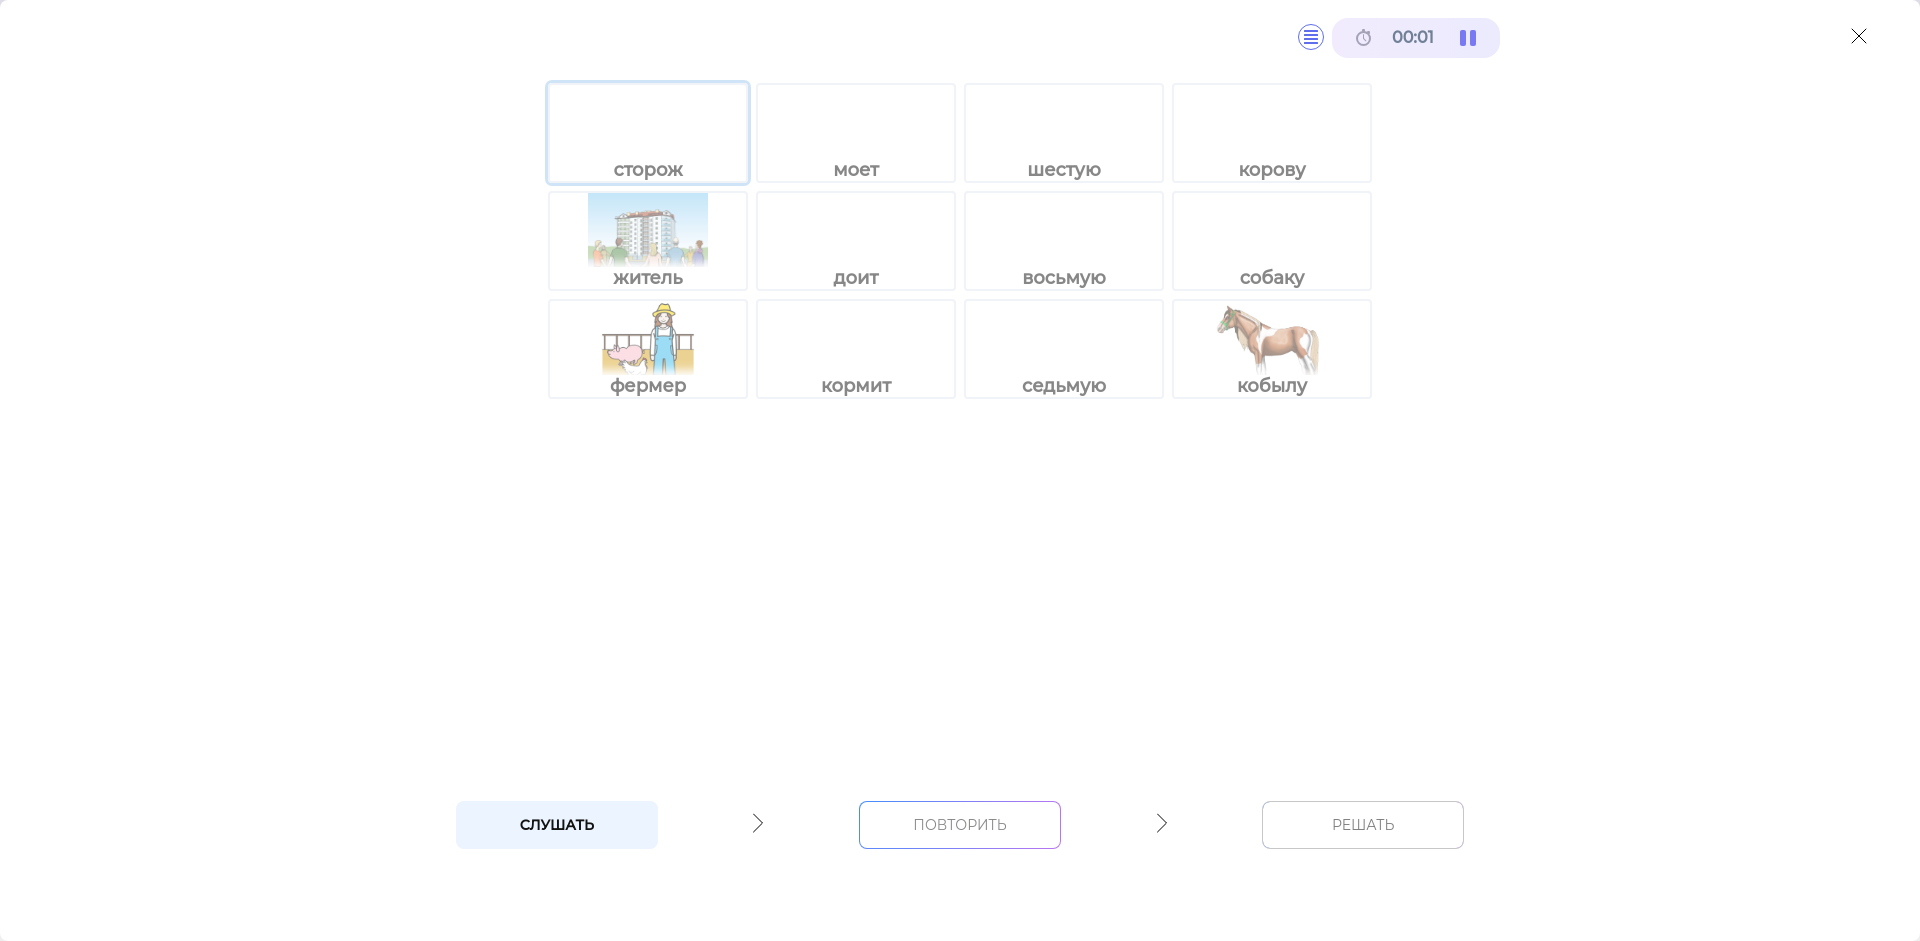 00:01
сторож моет шестую корову
житель доит восьмую собаку
фермер кормит седьмую кобылу
СЛУШАТЬ ПОВТОРИТЬ РЕШАТЬ